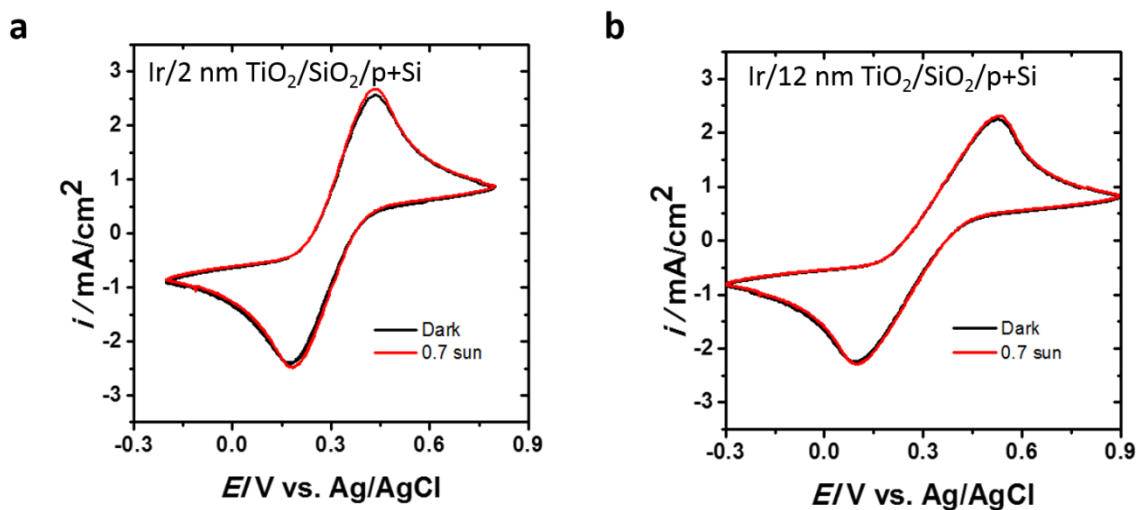 a
Ir/2 nm TiO₂/SiO₂/p+Si
3
2
1
0
-1
-2
-3
i/mA/cm²
Dark
0.7 sun
-0.3 0.0 0.3 0.6 0.9
E/V vs. Ag/AgCl
b
Ir/12 nm TiO₂/SiO₂/p+Si
3
2
1
0
-1
-2
-3
i/mA/cm²
Dark
0.7 sun
-0.3 0.0 0.3 0.6 0.9
E/V vs. Ag/AgCl